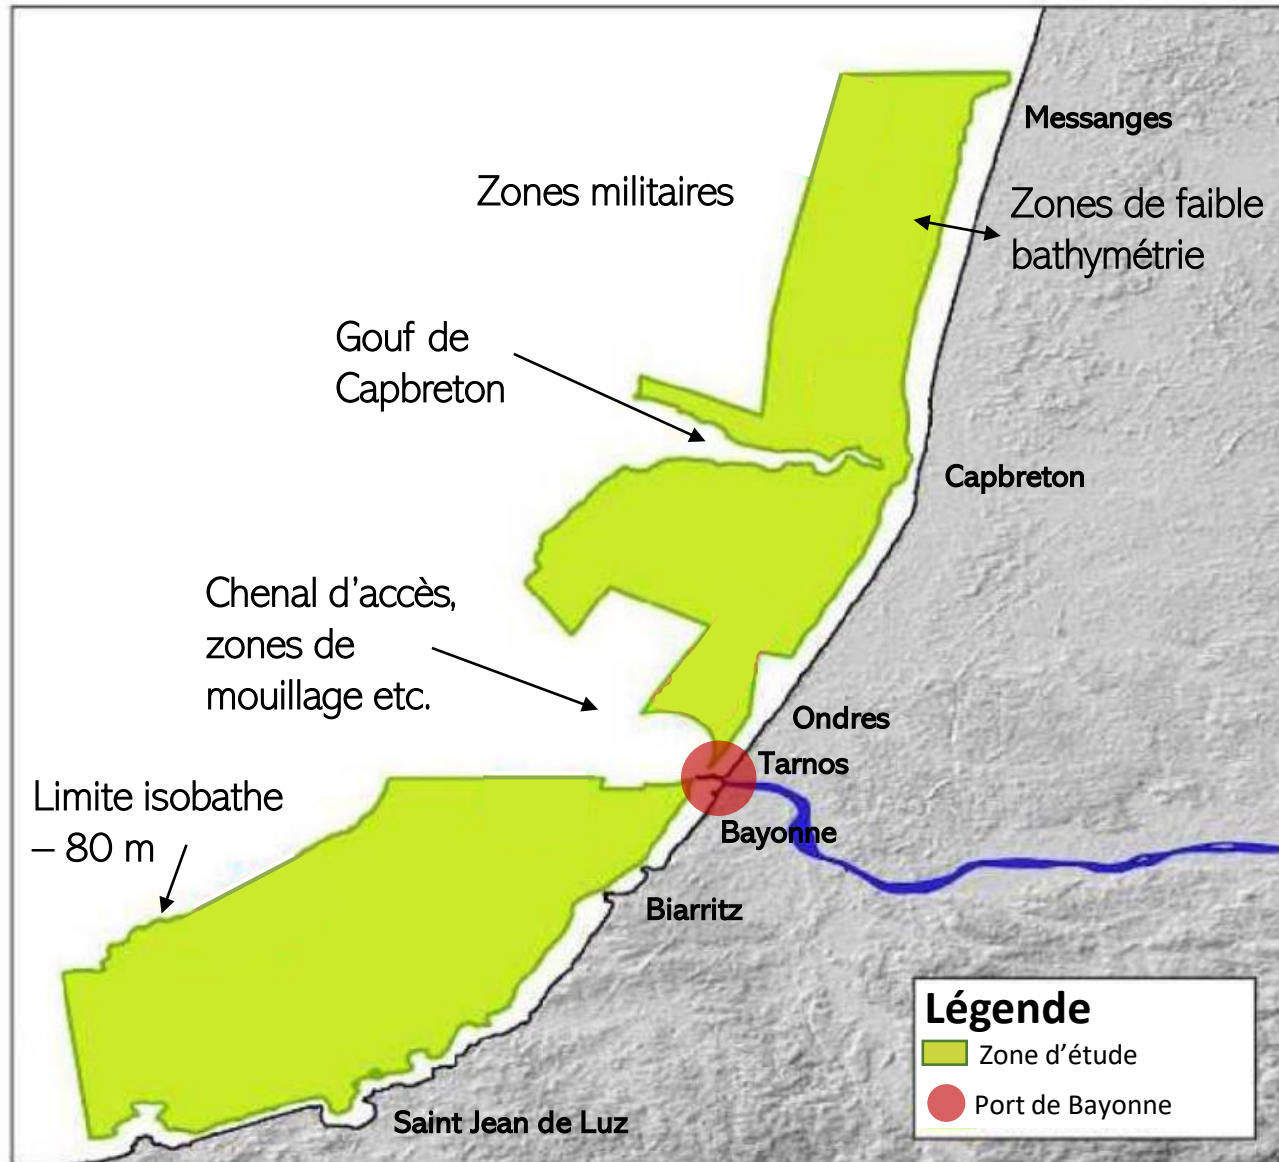 Messanges
Zones militaires
Zones de faible
bathymétrie
Gouf de
Capbreton
Capbreton
Chenal d'accès,
zones de
mouillage etc.
Ondres
Tarnos
Limite isobathe
– 80 m
Bayonne
Biarritz
Légende
Zone d'étude
Port de Bayonne
Saint Jean de Luz